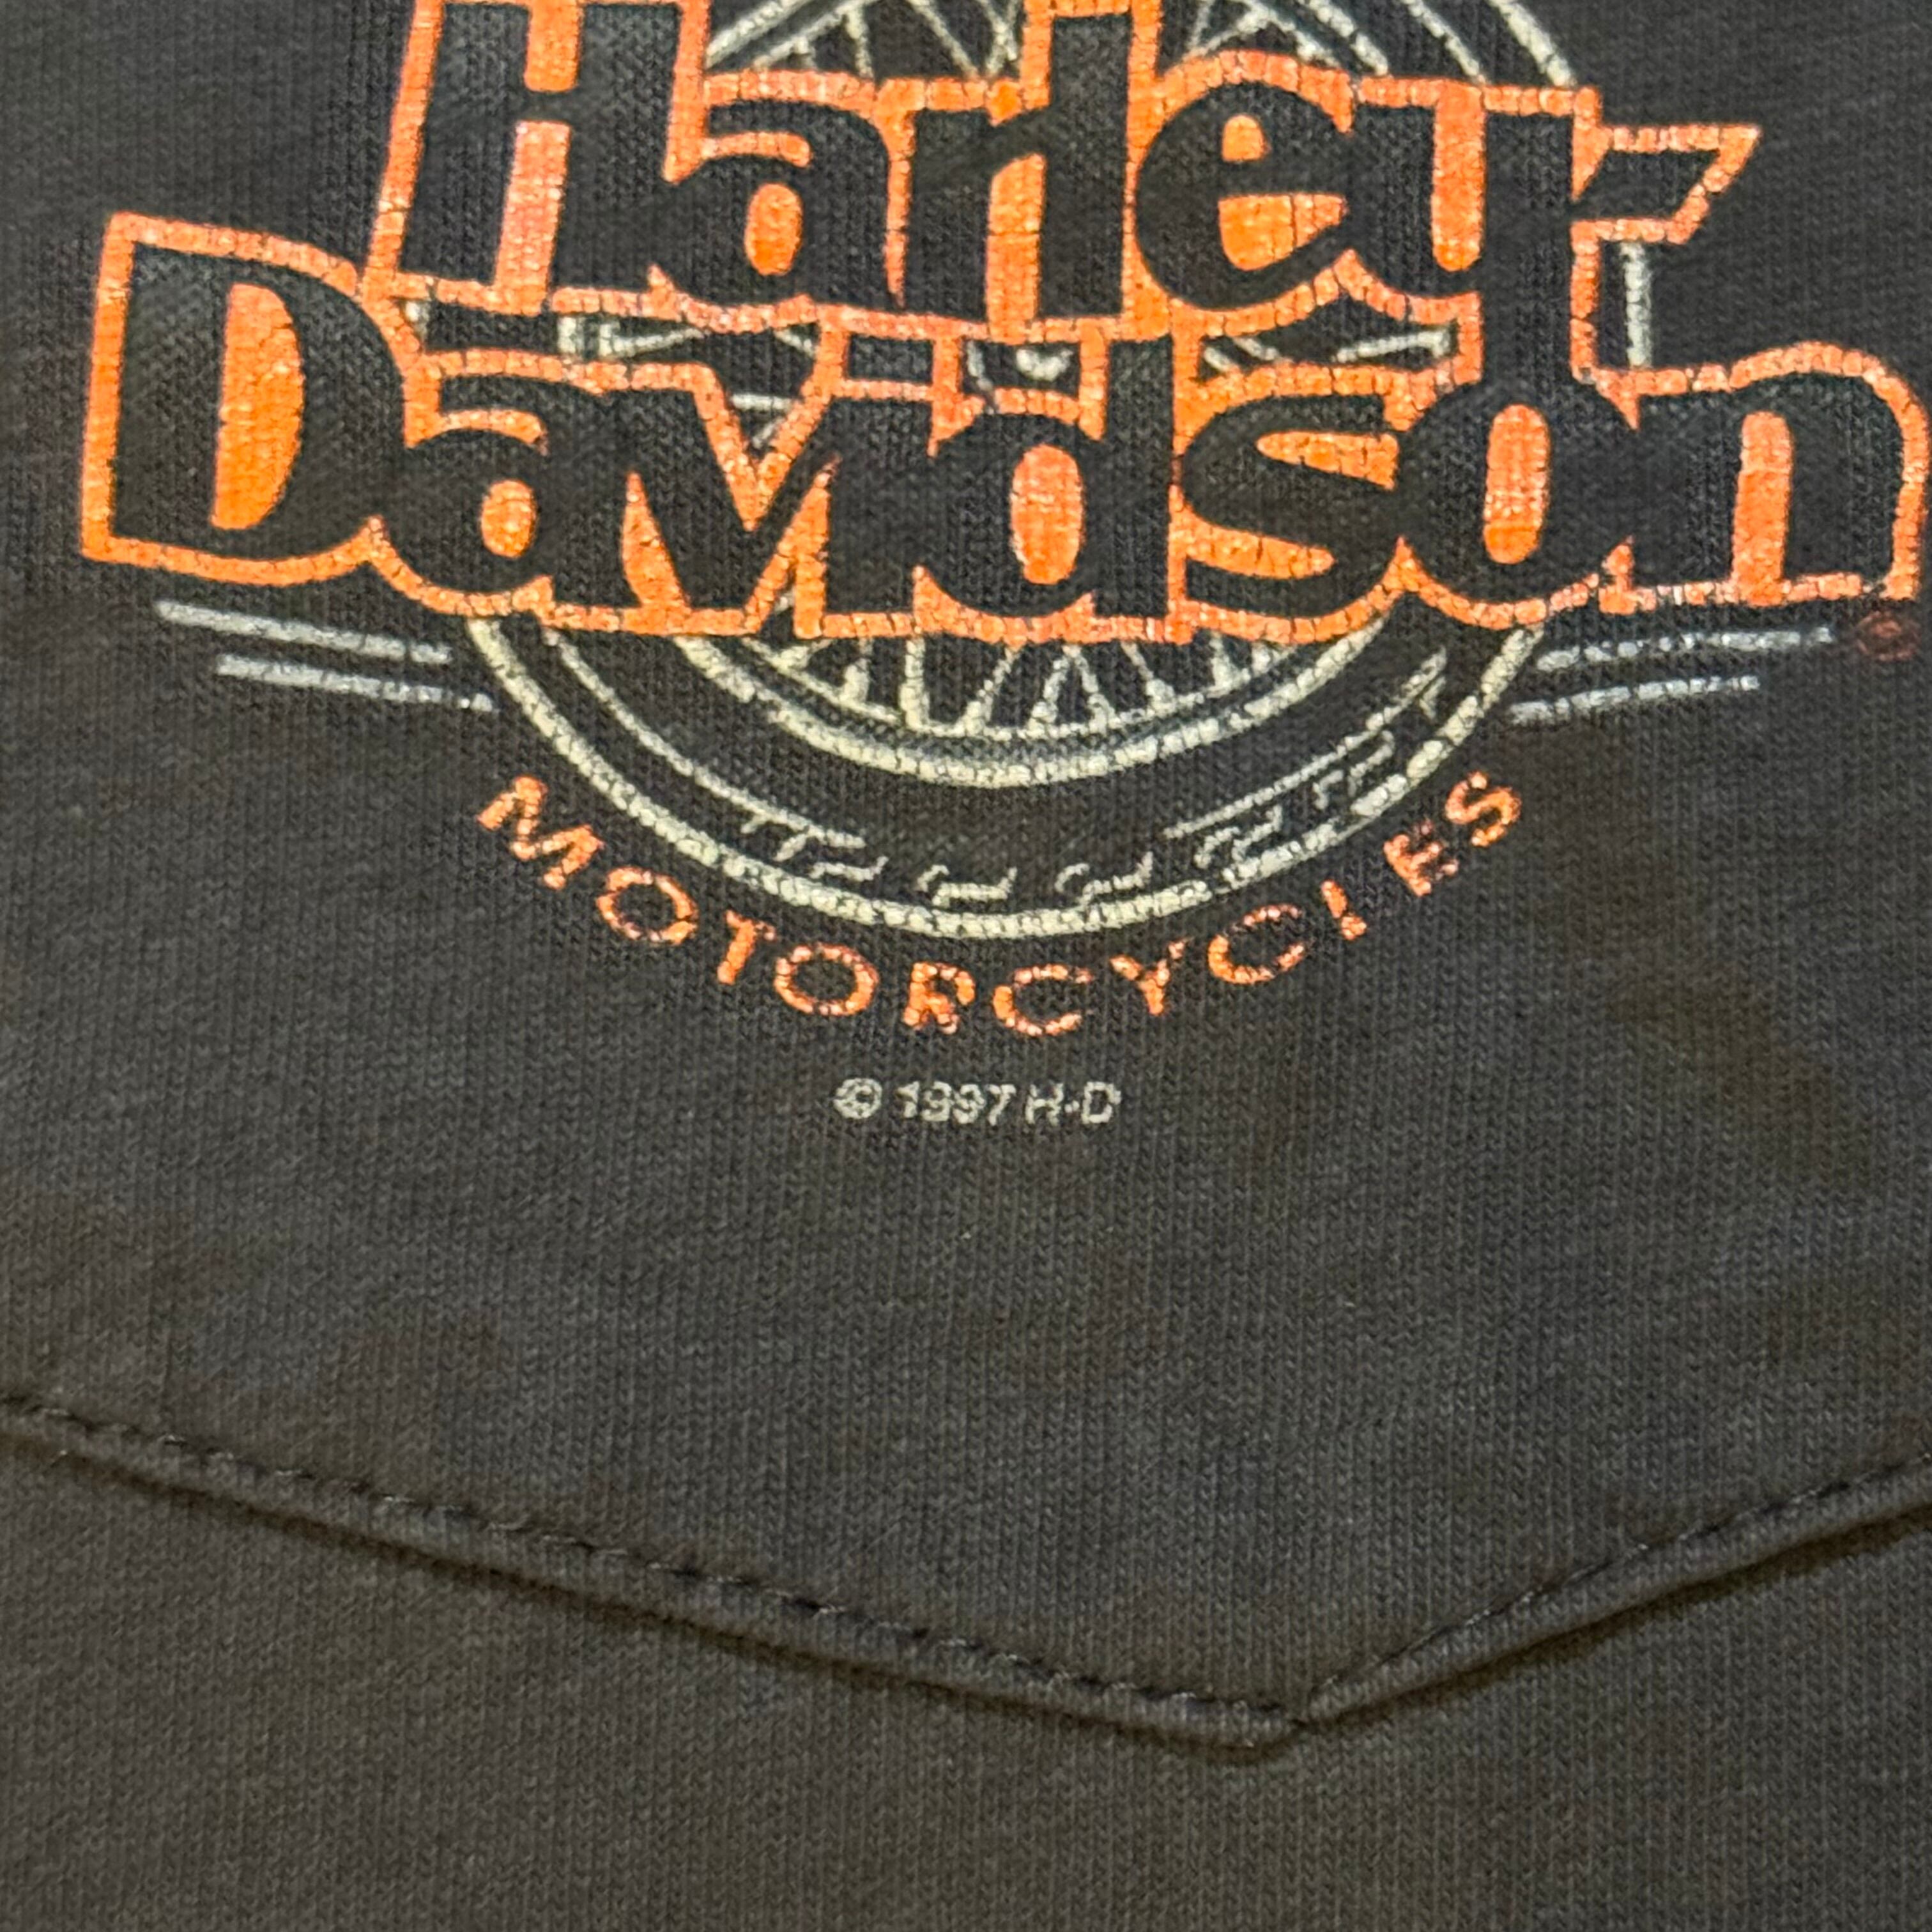 Harley
Davidson
MOTORCYCLES
© 1997 H-D